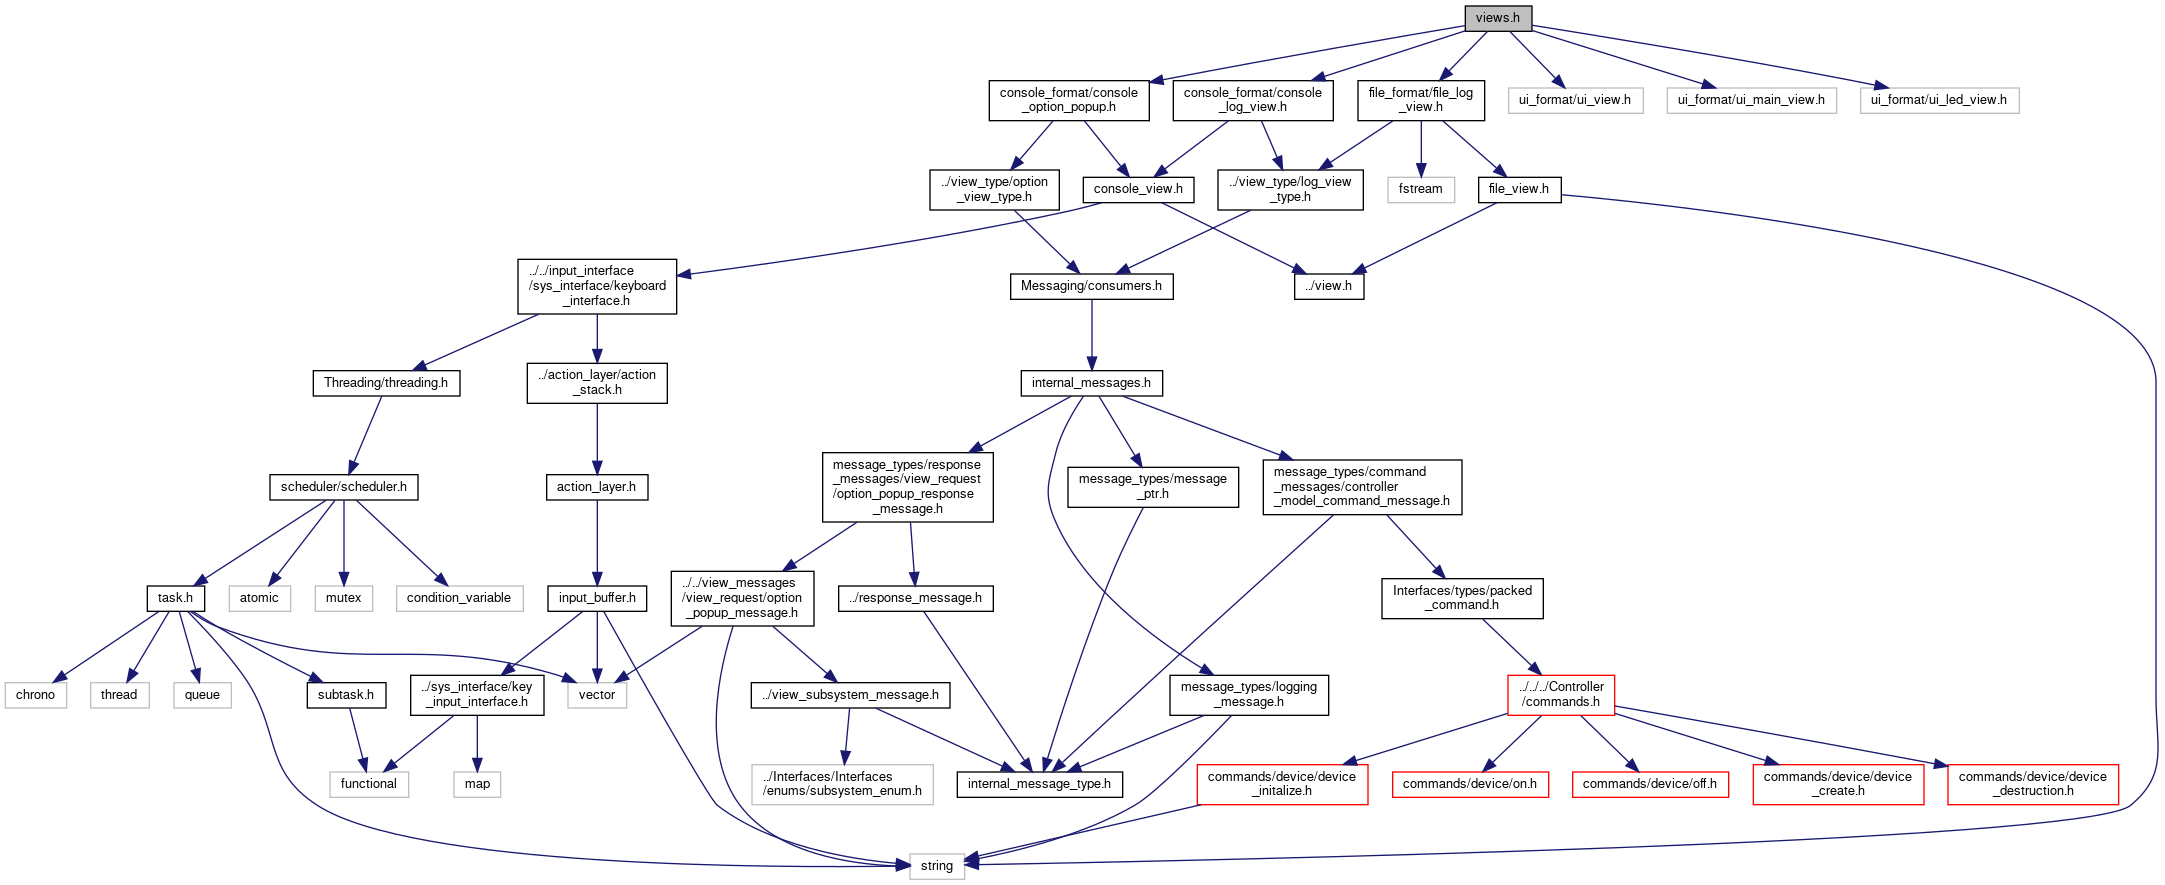 views.h
console_format/console
_option_popup.h
console_format/console
_log_view.h
file_format/file_log
_view.h
ui_format/ui_view.h
ui_format/ui_main_view.h
ui_format/ui_led_view.h
../view_type/option
_view_type.h
console_view.h
../view_type/log_view
_type.h
fstream
file_view.h
../../input_interface
/sys_interface/keyboard
_interface.h
Messaging/consumers.h
../view.h
Threading/threading.h
../action_layer/action
_stack.h
internal_messages.h
scheduler/scheduler.h
action_layer.h
message_types/response
_messages/view_request
/option_popup_response
_message.h
message_types/message
_ptr.h
message_types/command
_messages/controller
_model_command_message.h
task.h
atomic
mutex
condition_variable
input_buffer.h
../../view_messages
/view_request/option
_popup_message.h
../response_message.h
Interfaces/types/packed
_command.h
chrono
thread
queue
subtask.h
../sys_interface/key
_input_interface.h
vector
../view_subsystem_message.h
message_types/logging
_message.h
../../../Controller
/commands.h
functional
map
../Interfaces/Interfaces
/enums/subsystem_enum.h
internal_message_type.h
commands/device/device
_initalize.h
commands/device/on.h
commands/device/off.h
commands/device/device
_create.h
commands/device/device
_destruction.h
string